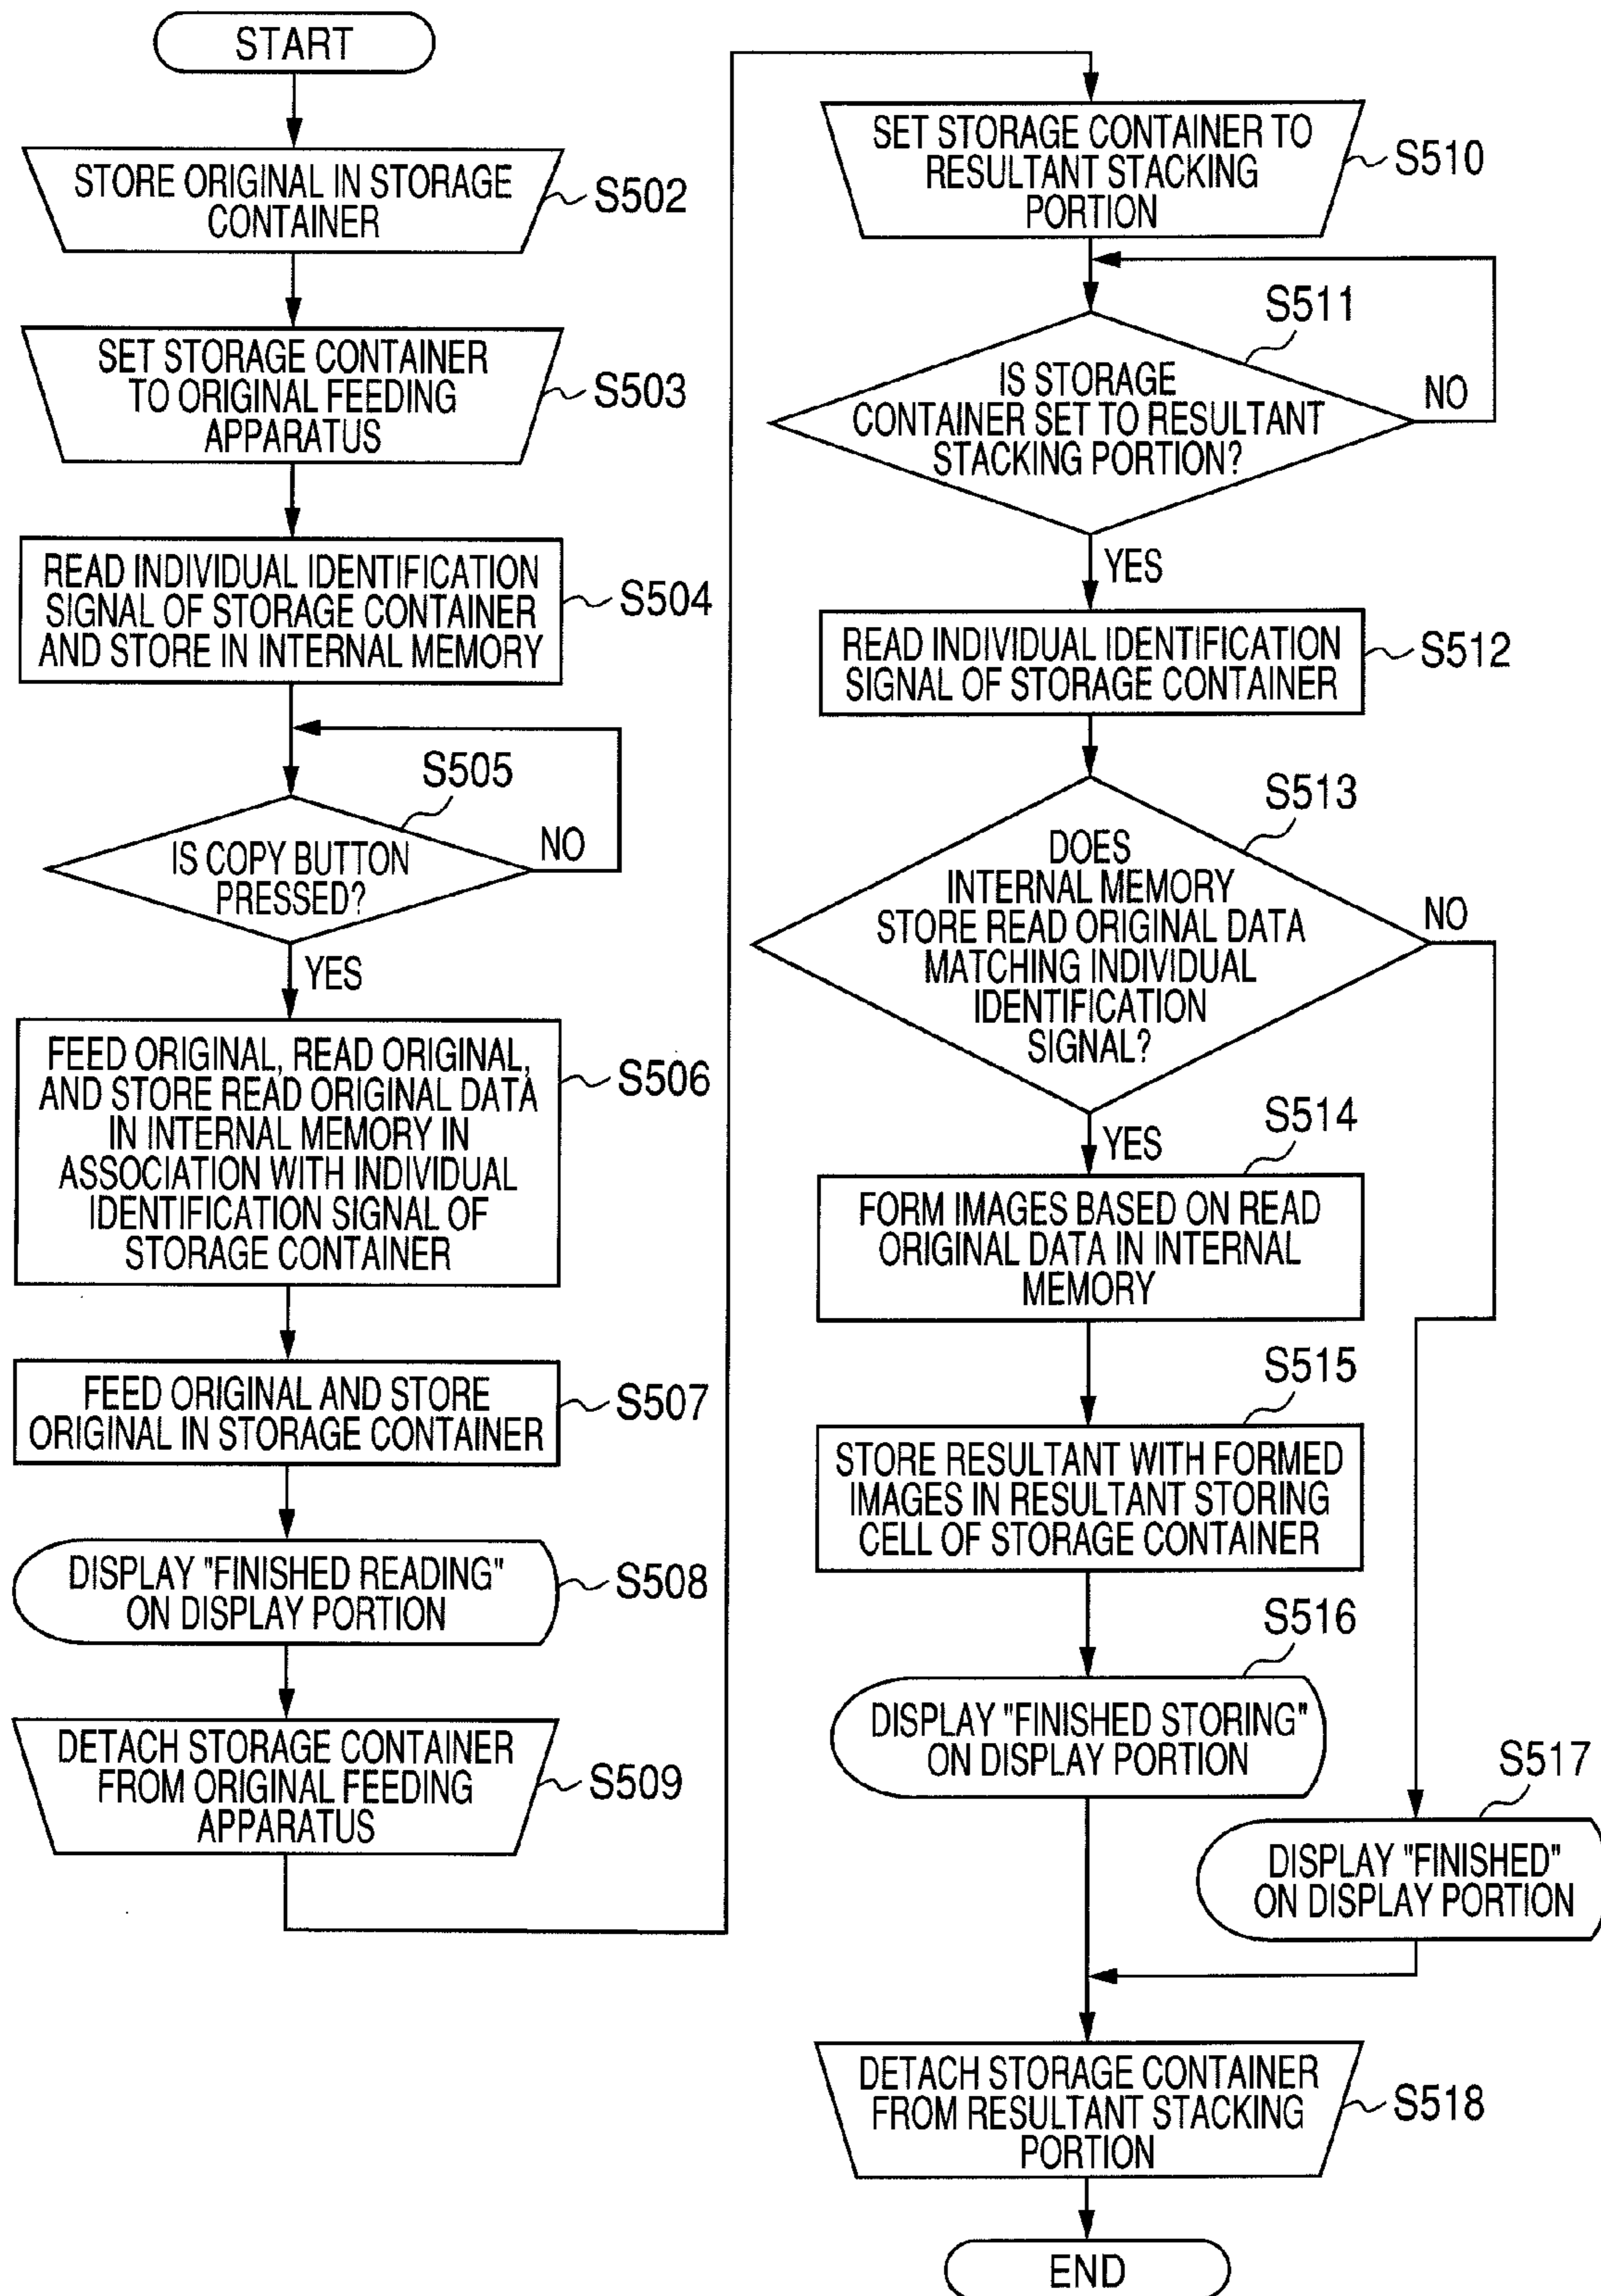 START
STORE ORIGINAL IN STORAGE
CONTAINER
S502
SET STORAGE CONTAINER
TO ORIGINAL FEEDING
APPARATUS
S503
READ INDIVIDUAL IDENTIFICATION
SIGNAL OF STORAGE CONTAINER
AND STORE IN INTERNAL MEMORY
S504
S505
IS COPY BUTTON
PRESSED?
NO
YES
FEED ORIGINAL, READ ORIGINAL,
AND STORE READ ORIGINAL DATA
IN INTERNAL MEMORY IN
ASSOCIATION WITH INDIVIDUAL
IDENTIFICATION SIGNAL OF
STORAGE CONTAINER
S506
FEED ORIGINAL AND STORE
ORIGINAL IN STORAGE CONTAINER
S507
DISPLAY "FINISHED READING"
ON DISPLAY PORTION
S508
DETACH STORAGE CONTAINER
FROM ORIGINAL FEEDING
APPARATUS
S509
SET STORAGE CONTAINER TO
RESULTANT STACKING
PORTION
S510
S511
IS STORAGE
CONTAINER SET TO RESULTANT
STACKING PORTION?
NO
YES
READ INDIVIDUAL IDENTIFICATION
SIGNAL OF STORAGE CONTAINER
S512
S513
DOES
INTERNAL MEMORY
STORE READ ORIGINAL DATA
MATCHING INDIVIDUAL
IDENTIFICATION
SIGNAL?
NO
YES
S514
FORM IMAGES BASED ON READ
ORIGINAL DATA IN INTERNAL
MEMORY
S515
STORE RESULTANT WITH FORMED
IMAGES IN RESULTANT STORING
CELL OF STORAGE CONTAINER
S516
DISPLAY "FINISHED STORING"
ON DISPLAY PORTION
S517
DISPLAY "FINISHED"
ON DISPLAY PORTION
DETACH STORAGE CONTAINER
FROM RESULTANT STACKING
PORTION
S518
END